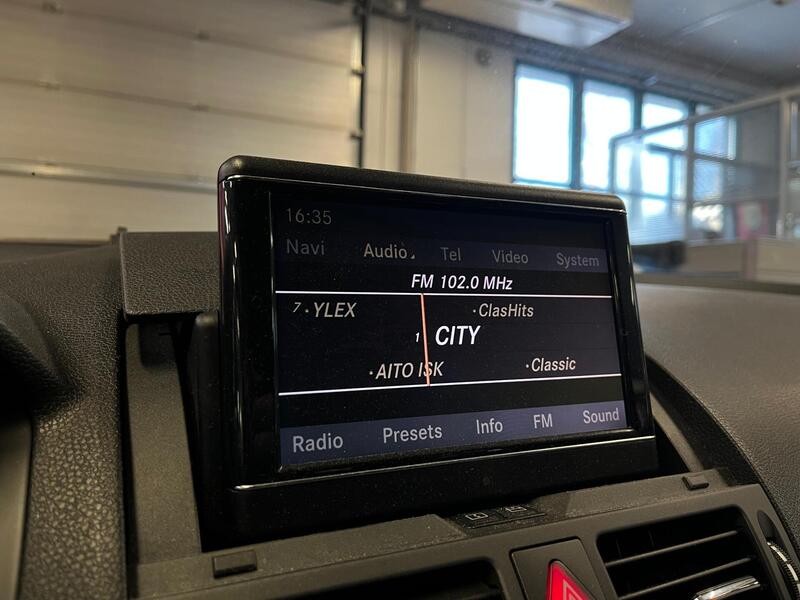 16:35
Navi Audio Tel Video System
FM 102.0 MHz
7 · YLEX · ClasHits
1 CITY
· AITO ISK · Classic
Radio Presets Info FM Sound